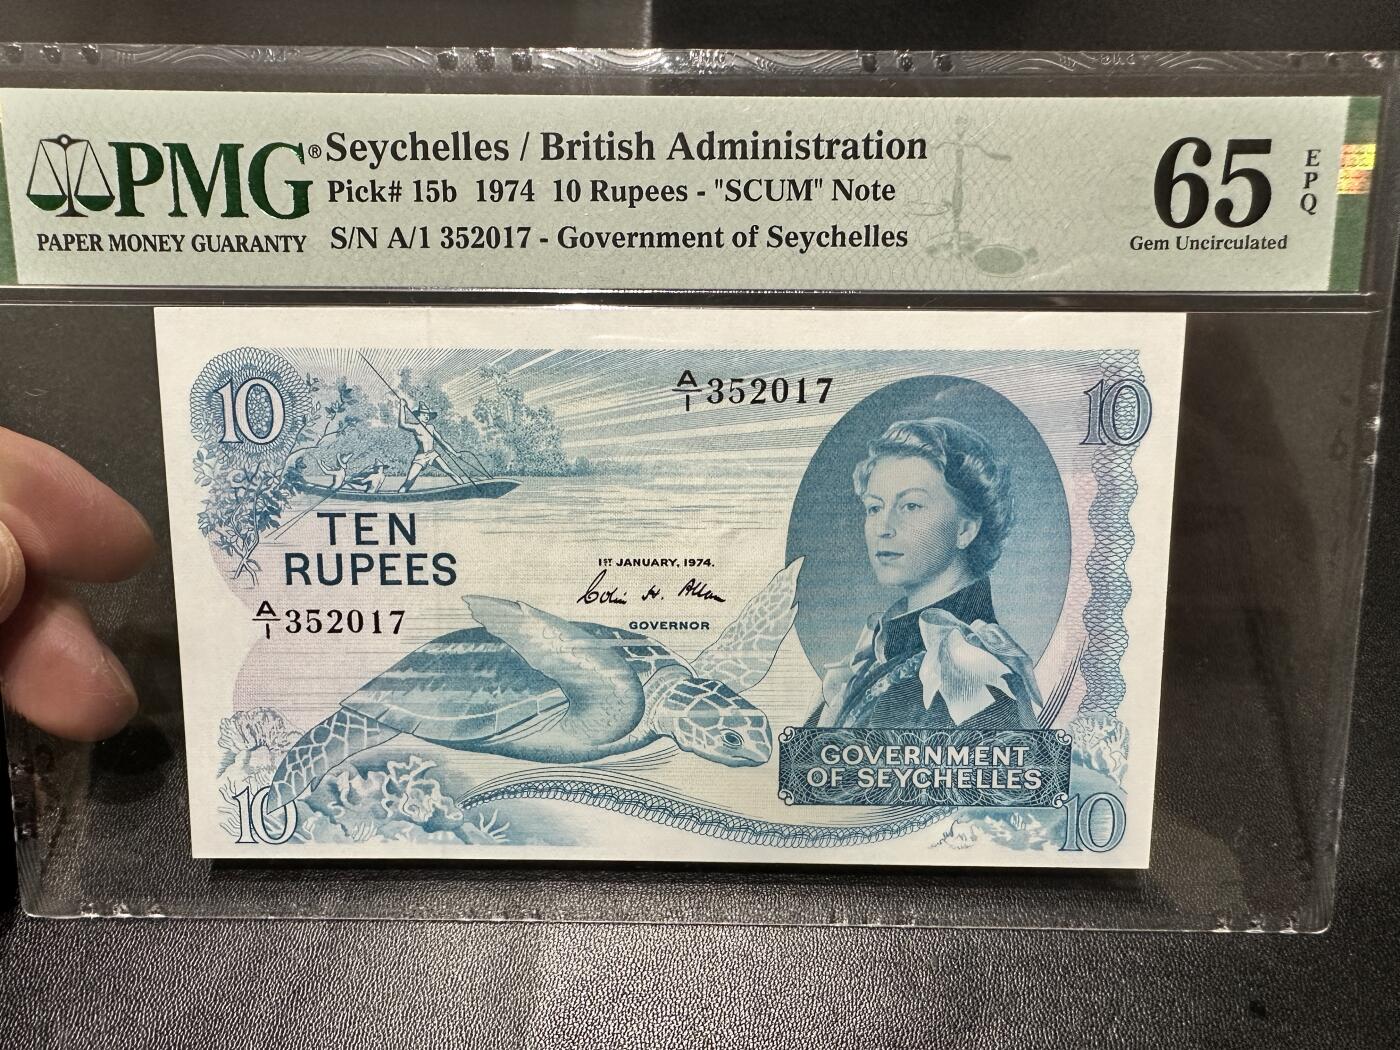 PMG®
PAPER MONEY GUARANTY
Seychelles / British Administration
Pick# 15b 1974 10 Rupees - "SCUM" Note
S/N A/1 352017 - Government of Seychelles
65
EPQ
Gem Uncirculated
10
A/1 352017
10
TEN
RUPEES
1ST JANUARY, 1974.
Colin H. Allan
GOVERNOR
A/1 352017
GOVERNMENT
OF SEYCHELLES
10
10